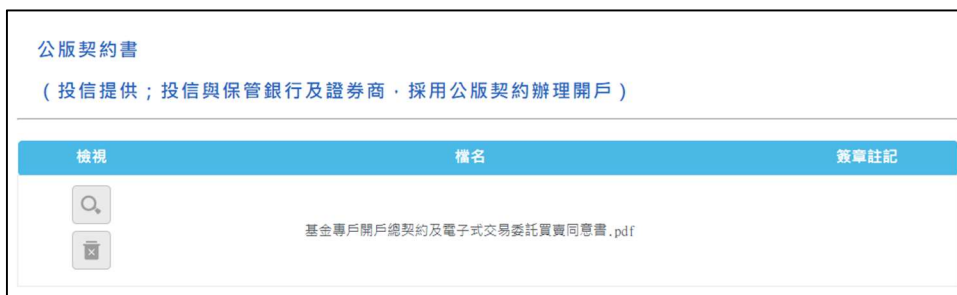 公版契約書
(投信提供;投信與保管銀行及證券商,採用公版契約辦理開戶)
檢視 檔名 簽章註記
基金專戶開戶總契約及電子式交易委託買賣同意書.pdf